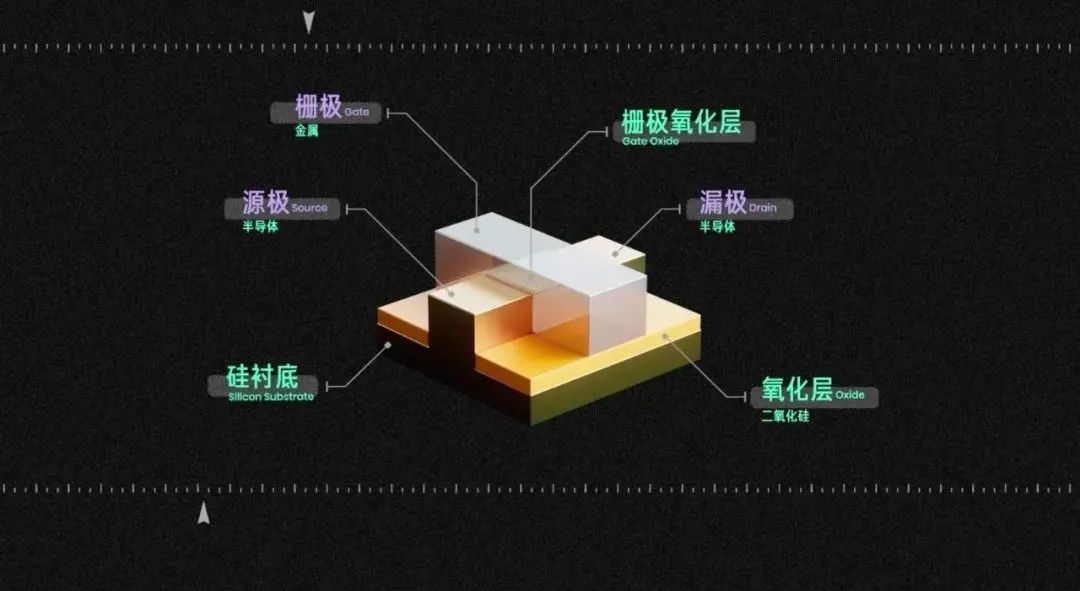 栅极 Gate
金属
栅极氧化层
Gate Oxide
源极 Source
半导体
漏极 Drain
半导体
硅衬底
Silicon Substrate
氧化层 Oxide
二氧化硅